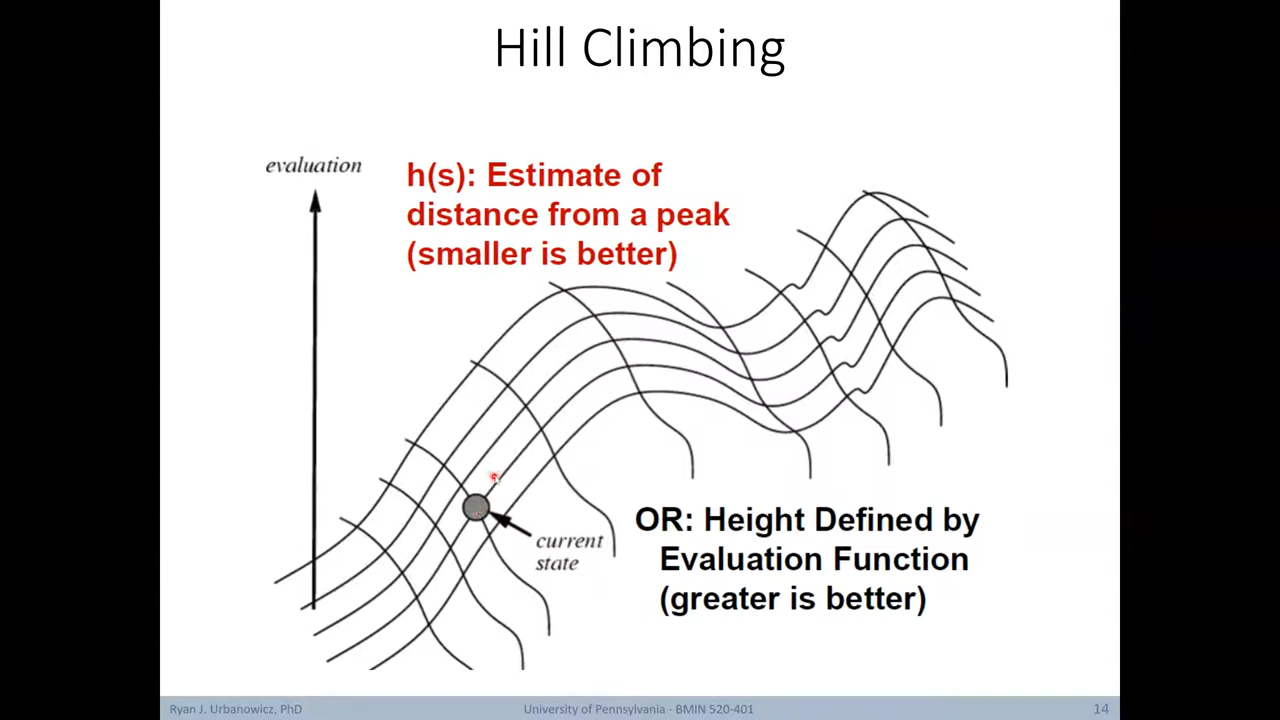 Hill Climbing
evaluation
h(s): Estimate of
distance from a peak
(smaller is better)
current
state
OR: Height Defined by
Evaluation Function
(greater is better)
Ryan J. Urbanowicz, PhD
University of Pennsylvania - BMIN 520-401
14